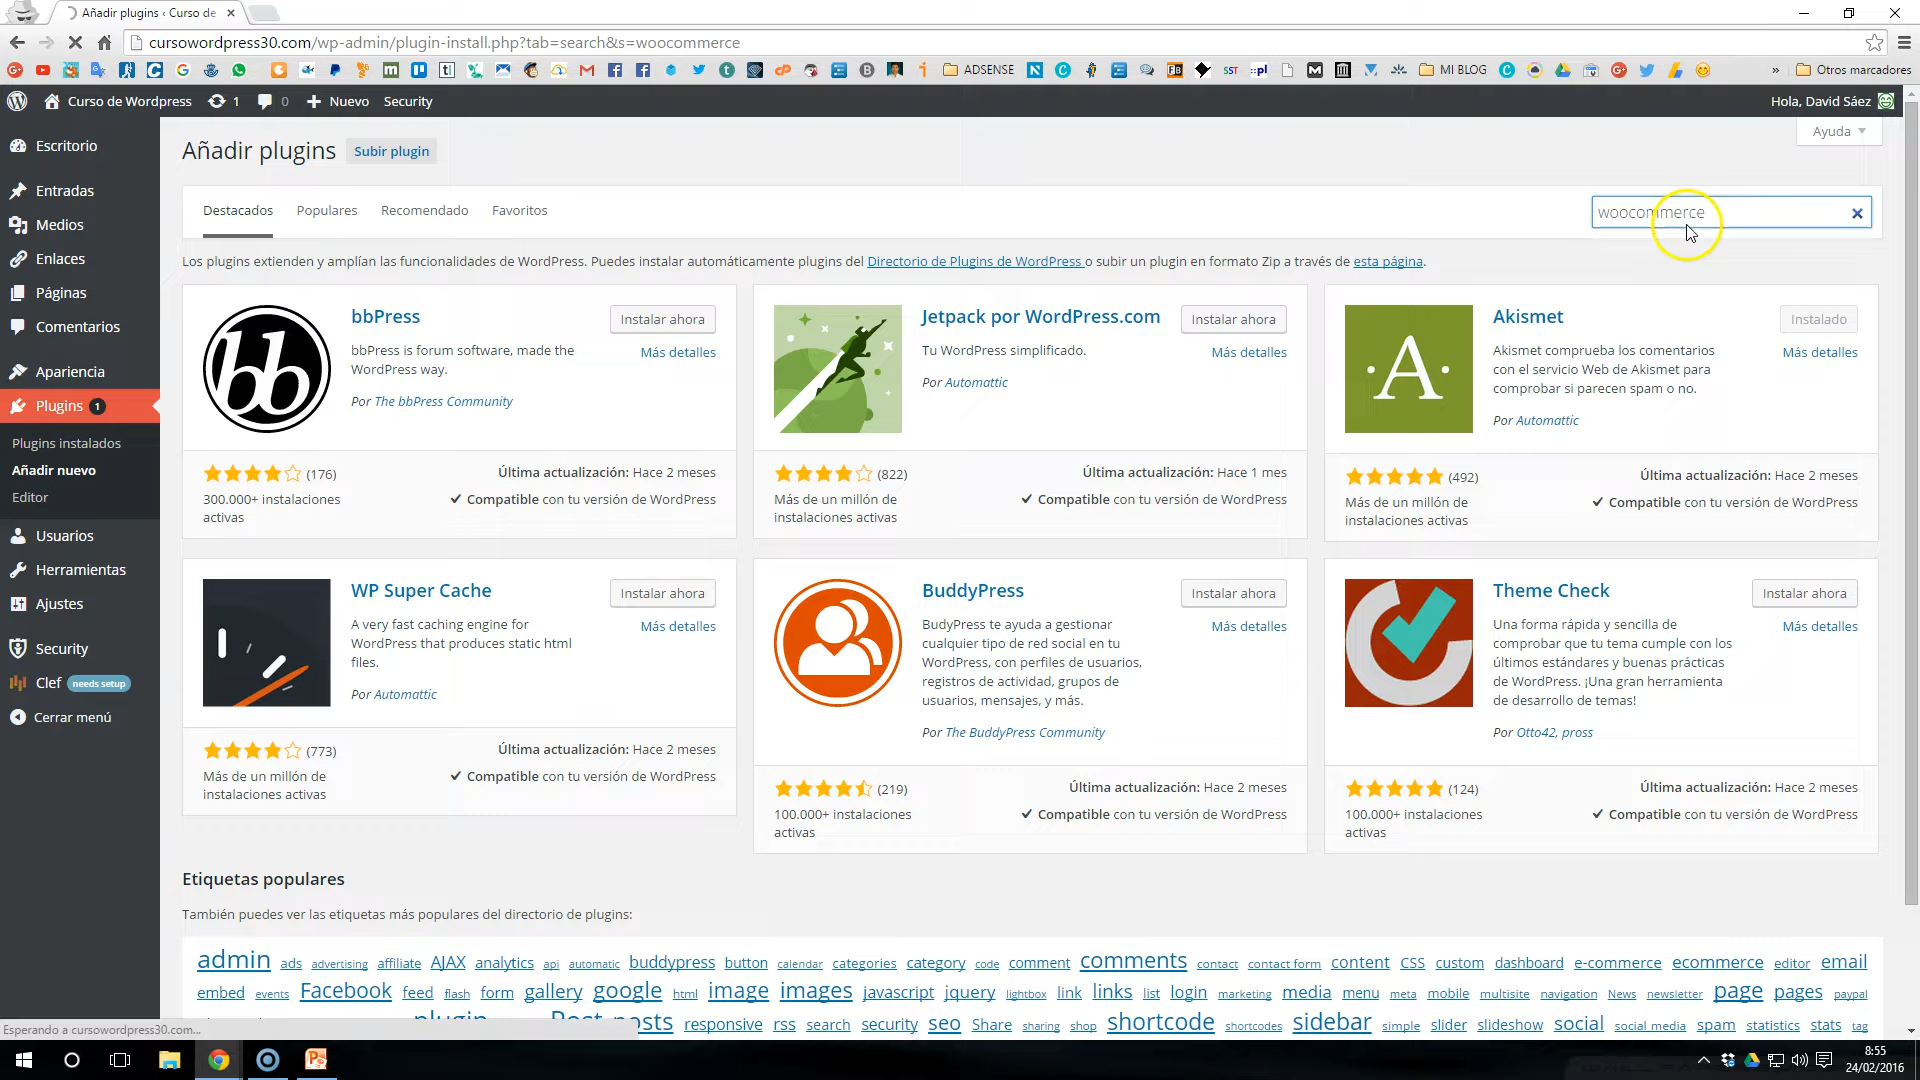 Añadir plugins ‹ Curso de
cursowordpress30.com/wp-admin/plugin-install.php?tab=search&s=woocommerce
ADSENSE
MI BLOG
Otros marcadores
Curso de Wordpress 1 0 Nuevo Security
Hola, David Sáez
Ayuda
Escritorio
Entradas
Medios
Enlaces
Páginas
Comentarios
Apariencia
Plugins 1
Plugins instalados
Añadir nuevo
Editor
Usuarios
Herramientas
Ajustes
Security
Clef needs setup
Cerrar menú
Añadir plugins Subir plugin
Destacados Populares Recomendado Favoritos
woocommerce
Los plugins extienden y amplían las funcionalidades de WordPress. Puedes instalar automáticamente plugins del Directorio de Plugins de WordPress o subir un plugin en formato Zip a través de esta página.
bbPress
Instalar ahora
Más detalles
bbPress is forum software, made the
WordPress way.
Por The bbPress Community
(176)
300.000+ instalaciones
activas
Última actualización: Hace 2 meses
Compatible con tu versión de WordPress
Jetpack por WordPress.com
Instalar ahora
Más detalles
Tu WordPress simplificado.
Por Automattic
(822)
Más de un millón de
instalaciones activas
Última actualización: Hace 1 mes
Compatible con tu versión de WordPress
Akismet
Instalado
Más detalles
Akismet comprueba los comentarios
con el servicio Web de Akismet para
comprobar si parecen spam o no.
Por Automattic
(492)
Más de un millón de
instalaciones activas
Última actualización: Hace 2 meses
Compatible con tu versión de WordPress
WP Super Cache
Instalar ahora
Más detalles
A very fast caching engine for
WordPress that produces static html
files.
Por Automattic
(773)
Más de un millón de
instalaciones activas
Última actualización: Hace 2 meses
Compatible con tu versión de WordPress
BuddyPress
Instalar ahora
Más detalles
BudyPress te ayuda a gestionar
cualquier tipo de red social en tu
WordPress, con perfiles de usuarios,
registros de actividad, grupos de
usuarios, mensajes, y más.
Por The BuddyPress Community
(219)
100.000+ instalaciones
activas
Última actualización: Hace 2 meses
Compatible con tu versión de WordPress
Theme Check
Instalar ahora
Más detalles
Una forma rápida y sencilla de
comprobar que tu tema cumple con los
últimos estándares y buenas prácticas
de WordPress. ¡Una gran herramienta
de desarrollo de temas!
Por Otto42, pross
(124)
100.000+ instalaciones
activas
Última actualización: Hace 2 meses
Compatible con tu versión de WordPress
Etiquetas populares
También puedes ver las etiquetas más populares del directorio de plugins:
admin ads advertising affiliate AJAX analytics api automatic buddypress button calendar categories category code comment comments contact contact form content CSS custom dashboard e-commerce ecommerce editor email
embed events Facebook feed flash form gallery google html image images javascript jquery lightbox link links list login marketing media menu meta mobile multisite navigation News newsletter page pages paypal
plugin Post posts responsive rss search security seo Share sharing shop shortcode shortcodes sidebar simple slider slideshow social social media spam statistics stats tag
Esperando a cursowordpress30.com...
8:55
24/02/2016